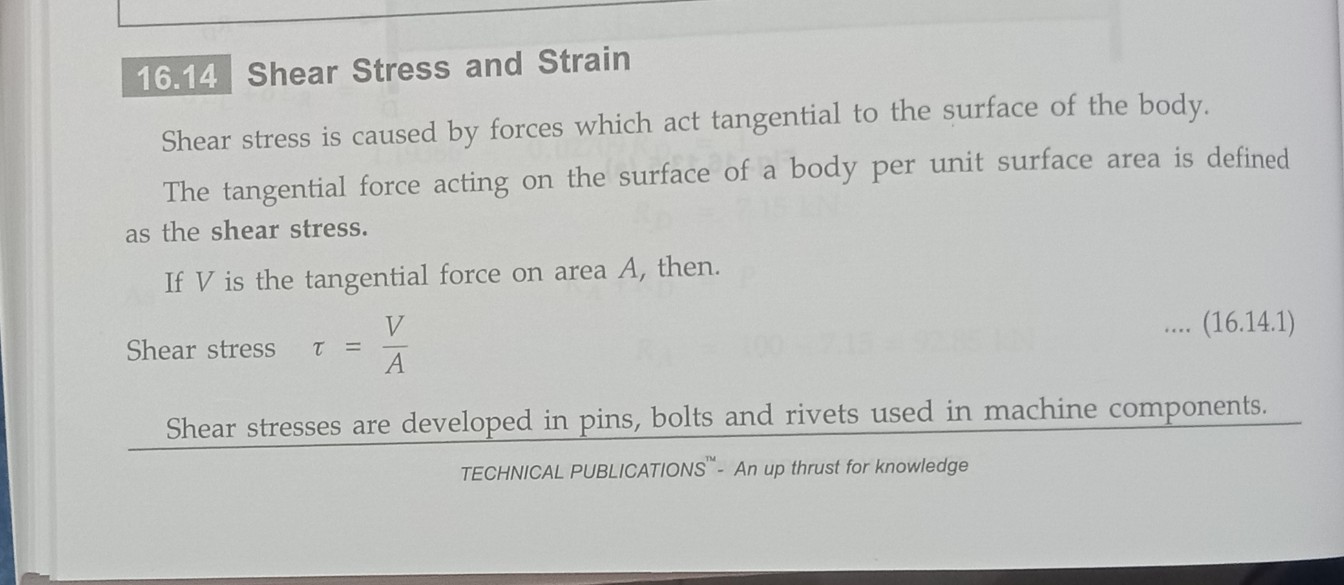 16.14 Shear Stress and Strain
Shear stress is caused by forces which act tangential to the surface of the body.
The tangential force acting on the surface of a body per unit surface area is defined
as the shear stress.
If V is the tangential force on area A, then.
Shear stress τ = V/A .... (16.14.1)
Shear stresses are developed in pins, bolts and rivets used in machine components.
TECHNICAL PUBLICATIONS™- An up thrust for knowledge